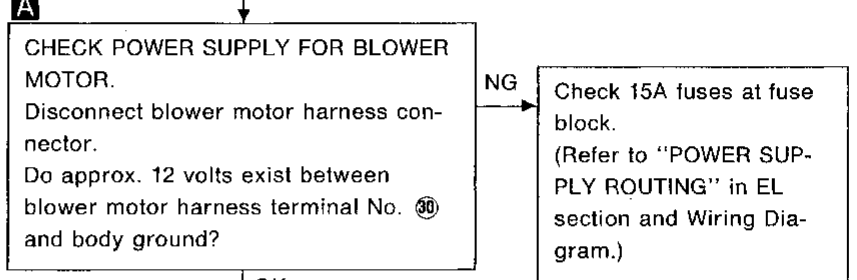 A
CHECK POWER SUPPLY FOR BLOWER
MOTOR.
Disconnect blower motor harness con-
nector.
Do approx. 12 volts exist between
blower motor harness terminal No. ㉚
and body ground?
NG
Check 15A fuses at fuse
block.
(Refer to "POWER SUP-
PLY ROUTING" in EL
section and Wiring Dia-
gram.)